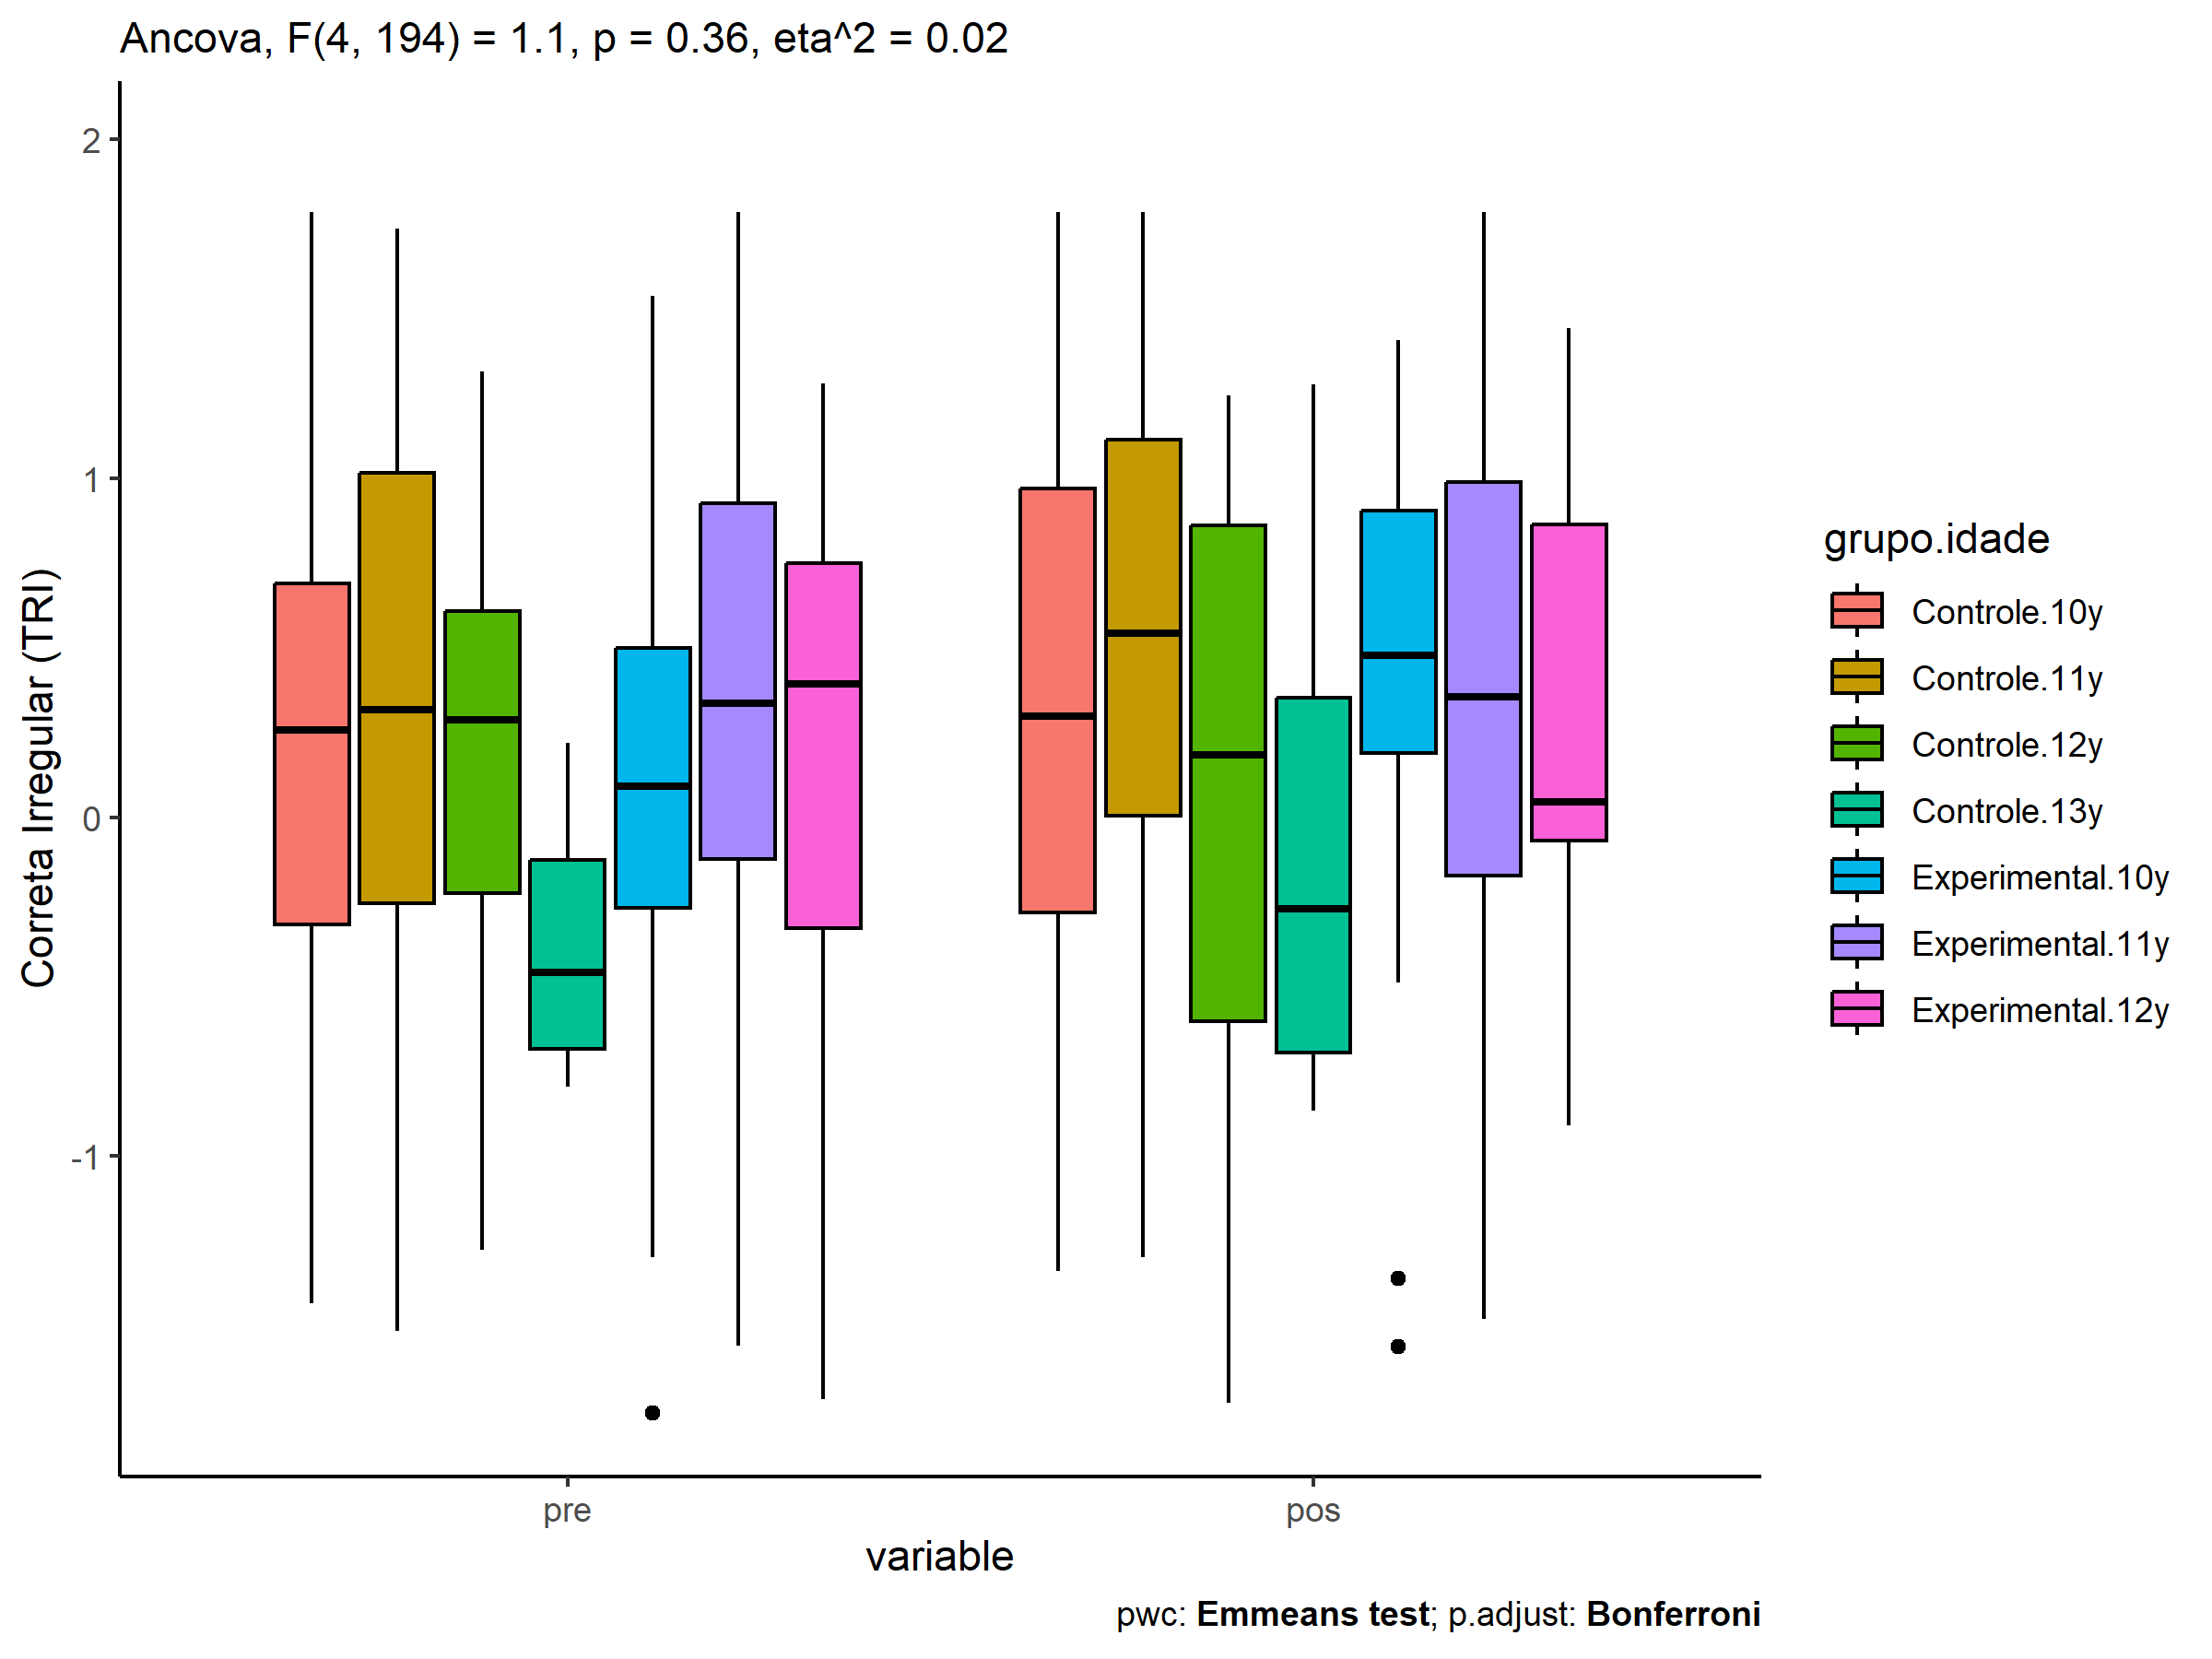 Ancova, F(4, 194) = 1.1, p = 0.36, eta^2 = 0.02
Correta Irregular (TRI)
2
1
0
-1
pre
pos
variable
grupo.idade
Controle.10y
Controle.11y
Controle.12y
Controle.13y
Experimental.10y
Experimental.11y
Experimental.12y
pwc: Emmeans test; p.adjust: Bonferroni